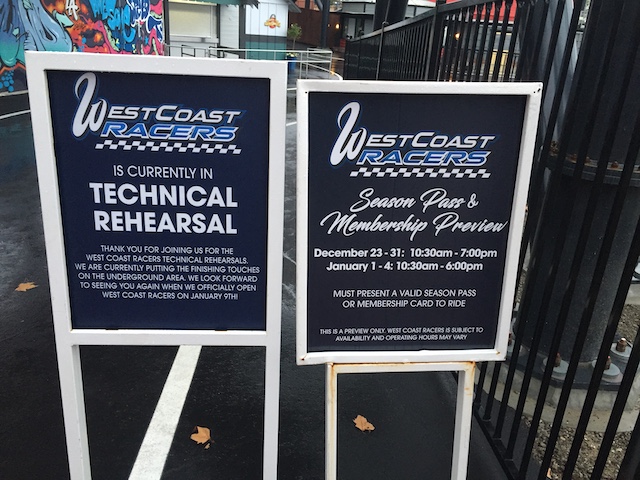 WESTCOAST
RACERS
IS CURRENTLY IN
TECHNICAL
REHEARSAL
THANK YOU FOR JOINING US FOR THE
WEST COAST RACERS TECHNICAL REHEARSALS.
WE ARE CURRENTLY PUTTING THE FINISHING TOUCHES
ON THE UNDERGROUND AREA. WE LOOK FORWARD
TO SEEING YOU AGAIN WHEN WE OFFICIALLY OPEN
WEST COAST RACERS ON JANUARY 9TH!
WESTCOAST
RACERS
Season Pass &
Membership Preview
December 23 - 31: 10:30am - 7:00pm
January 1 - 4: 10:30am - 6:00pm
MUST PRESENT A VALID SEASON PASS
OR MEMBERSHIP CARD TO RIDE
THIS IS A PREVIEW ONLY. WEST COAST RACERS IS SUBJECT TO
AVAILABILITY AND OPERATING HOURS MAY VARY